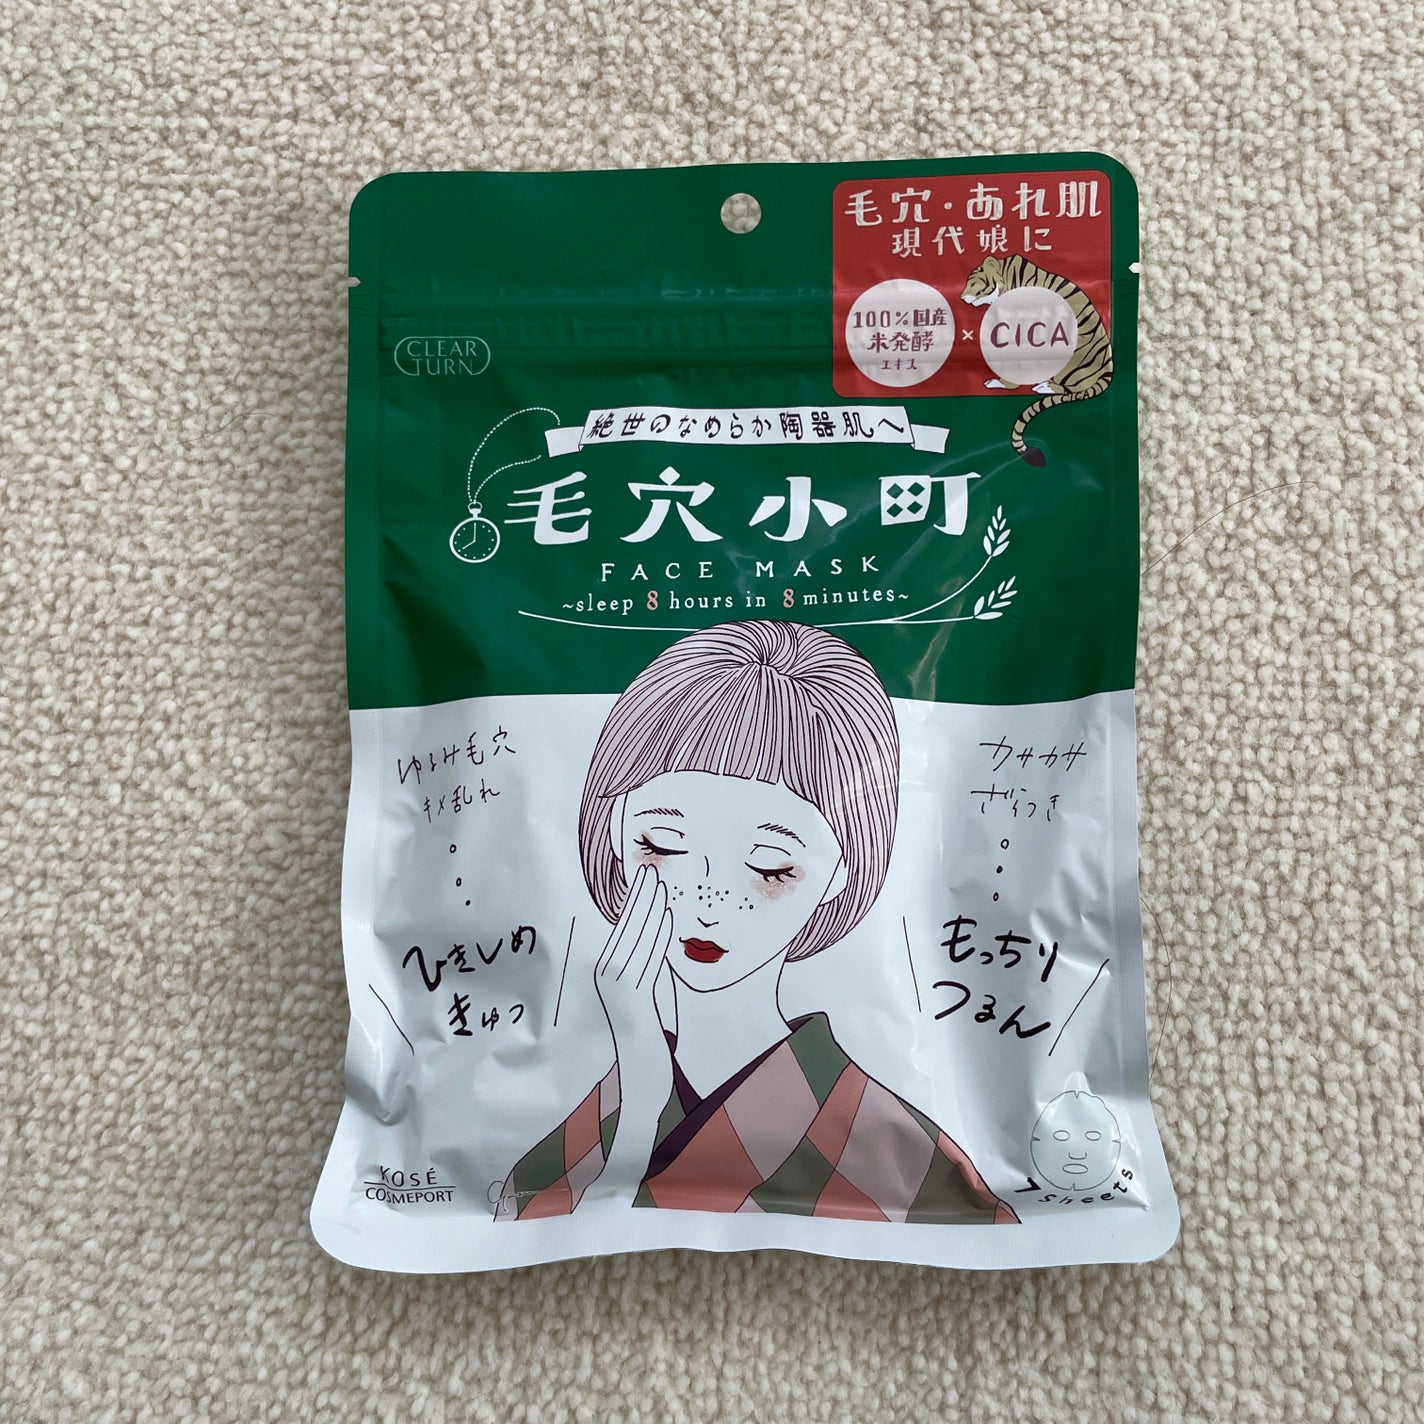 毛穴・あれ肌
現代娘に
100%国産
米発酵
エキス
×
CICA
CICA
CLEAR
TURN
絶世のなめらか陶器肌へ
毛穴小町
FACE MASK
~sleep 8 hours in 8 minutes~
ゆるみ毛穴
キメ乱れ
カサカサ
ざらつき
ひきしめ
きゅっ
もっちり
つるん
KOSÉ
COSMEPORT
7 sheets